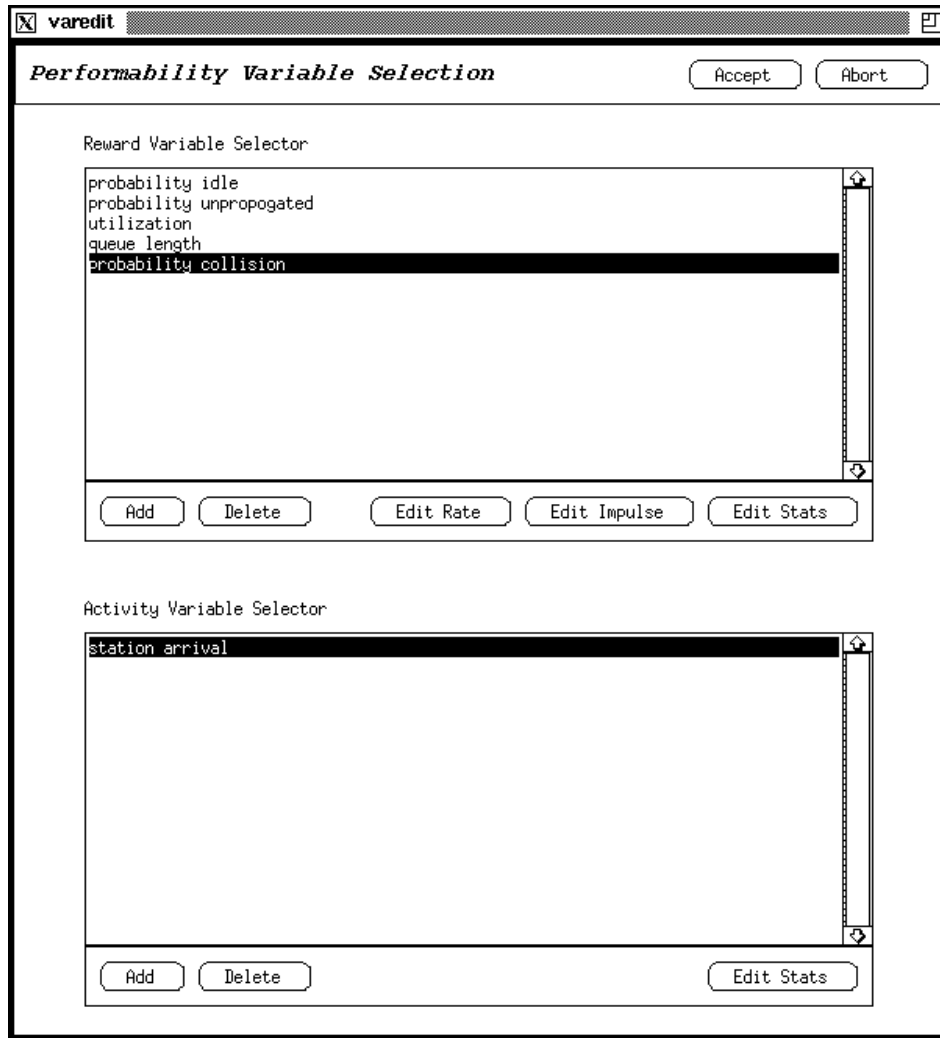 varedit
Performability Variable Selection
Accept Abort
Reward Variable Selector
probability idle
probability unpropogated
utilization
queue length
probability collision
Add Delete Edit Rate Edit Impulse Edit Stats
Activity Variable Selector
station arrival
Add Delete Edit Stats